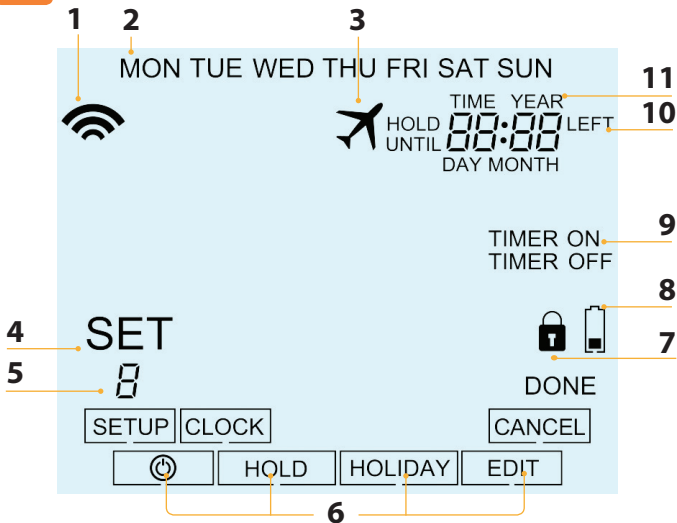 1 2 3
MON TUE WED THU FRI SAT SUN
11
TIME YEAR
10
HOLD 88:88 LEFT
UNTIL
DAY MONTH
9
TIMER ON
TIMER OFF
8
4 SET
7
5 8
DONE
SETUP CLOCK CANCEL
HOLD HOLIDAY EDIT
6